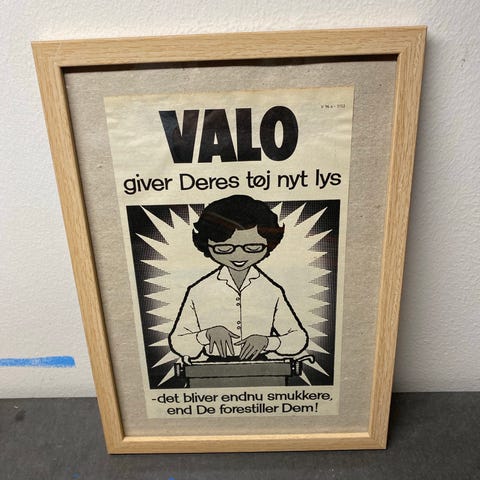 VALO
giver Deres tøj nyt lys
-det bliver endnu smukkere,
end De forestiller Dem!